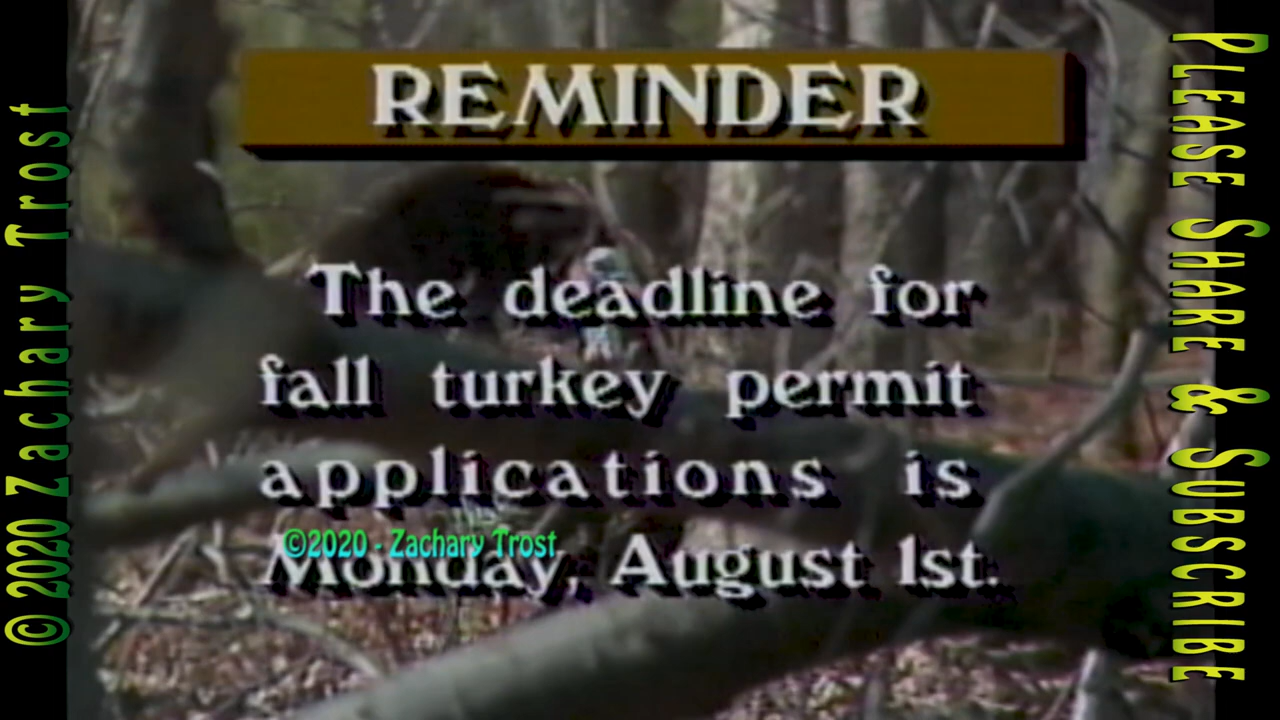 REMINDER
The deadline for
fall turkey permit
applications is
©2020 - Zachary Trost
Monday, August 1st.
© 2020 Zachary Trost
PLEASE SHARE & SUBSCRIBE